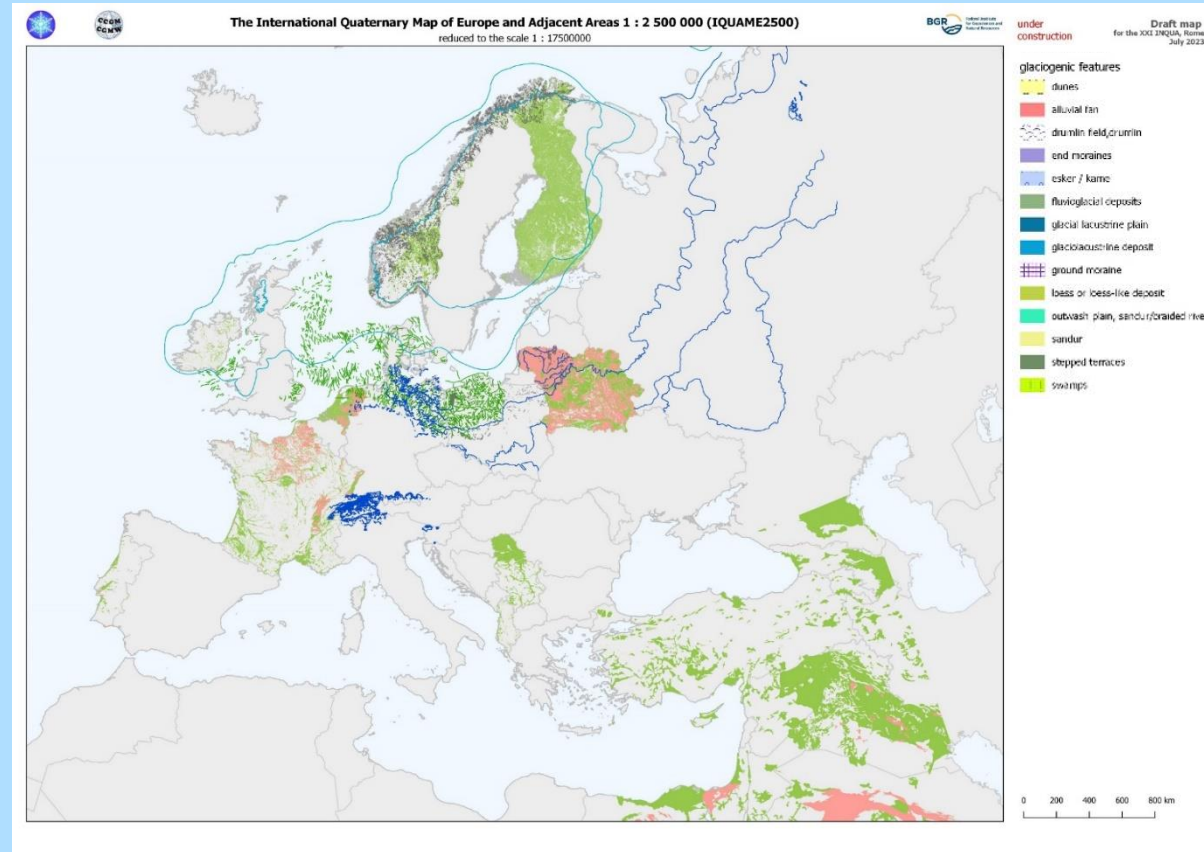 CCGM
CGMW
The International Quaternary Map of Europe and Adjacent Areas 1 : 2 500 000 (IQUAME2500)
reduced to the scale 1 : 17500000
BGR
under
construction
Draft map
for the XXI INQUA, Rome
July 2023
glaciogenic features
dunes
alluvial fan
drumlin field,drumlin
end moraines
esker / kame
fluvioglacial deposits
glacial lacustrine plain
glaciolacustrine deposit
ground moraine
loess or loess-like deposit
outwash plain, sandur/braided rive
sandur
stepped terraces
swamps
0 200 400 600 800 km